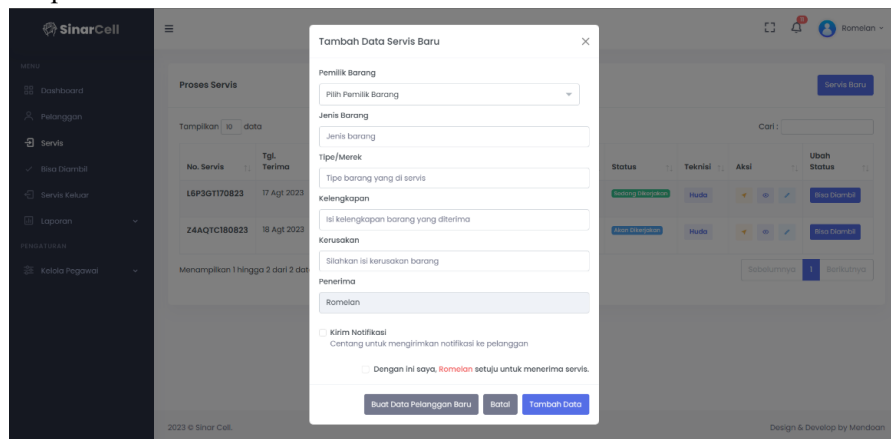 SinarCell
Tambah Data Servis Baru
Romelan
MENU
Dashboard
Pelanggan
Servis
Bisa Diambil
Servis Keluar
Laporan
PENGATURAN
Kelola Pegawai
Proses Servis
Servis Baru
Tampilkan 10 data
Cari :
No. Servis
Tgl. Terima
Status
Teknisi
Aksi
Ubah Status
L6P3GT170823
17 Agt 2023
Sedang Dikerjakan
Huda
Bisa Diambil
Z4AQTC180823
18 Agt 2023
Akan Dikerjakan
Huda
Bisa Diambil
Menampilkan 1 hingga 2 dari 2 dat
Sebelumnya
1
Berikutnya
Pemilik Barang
Pilih Pemilik Barang
Jenis Barang
Jenis barang
Tipe/Merek
Tipe barang yang di servis
Kelengkapan
Isi kelengkapan barang yang diterima
Kerusakan
Silahkan isi kerusakan barang
Penerima
Romelan
Kirim Notifikasi
Centang untuk mengirimkan notifikasi ke pelanggan
Dengan ini saya, Romelan setuju untuk menerima servis.
Buat Data Pelanggan Baru
Batal
Tambah Data
2023 © Sinar Cell.
Design & Develop by Mendoan